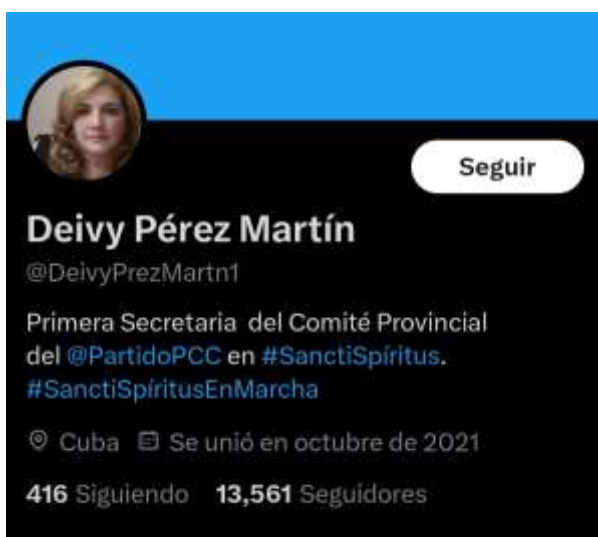 Seguir
Deivy Pérez Martín
@DeivyPrezMartn1
Primera Secretaria del Comité Provincial
del @PartidoPCC en #SanctiSpíritus.
#SanctiSpíritusEnMarcha
Cuba Se unió en octubre de 2021
416 Siguiendo 13,561 Seguidores